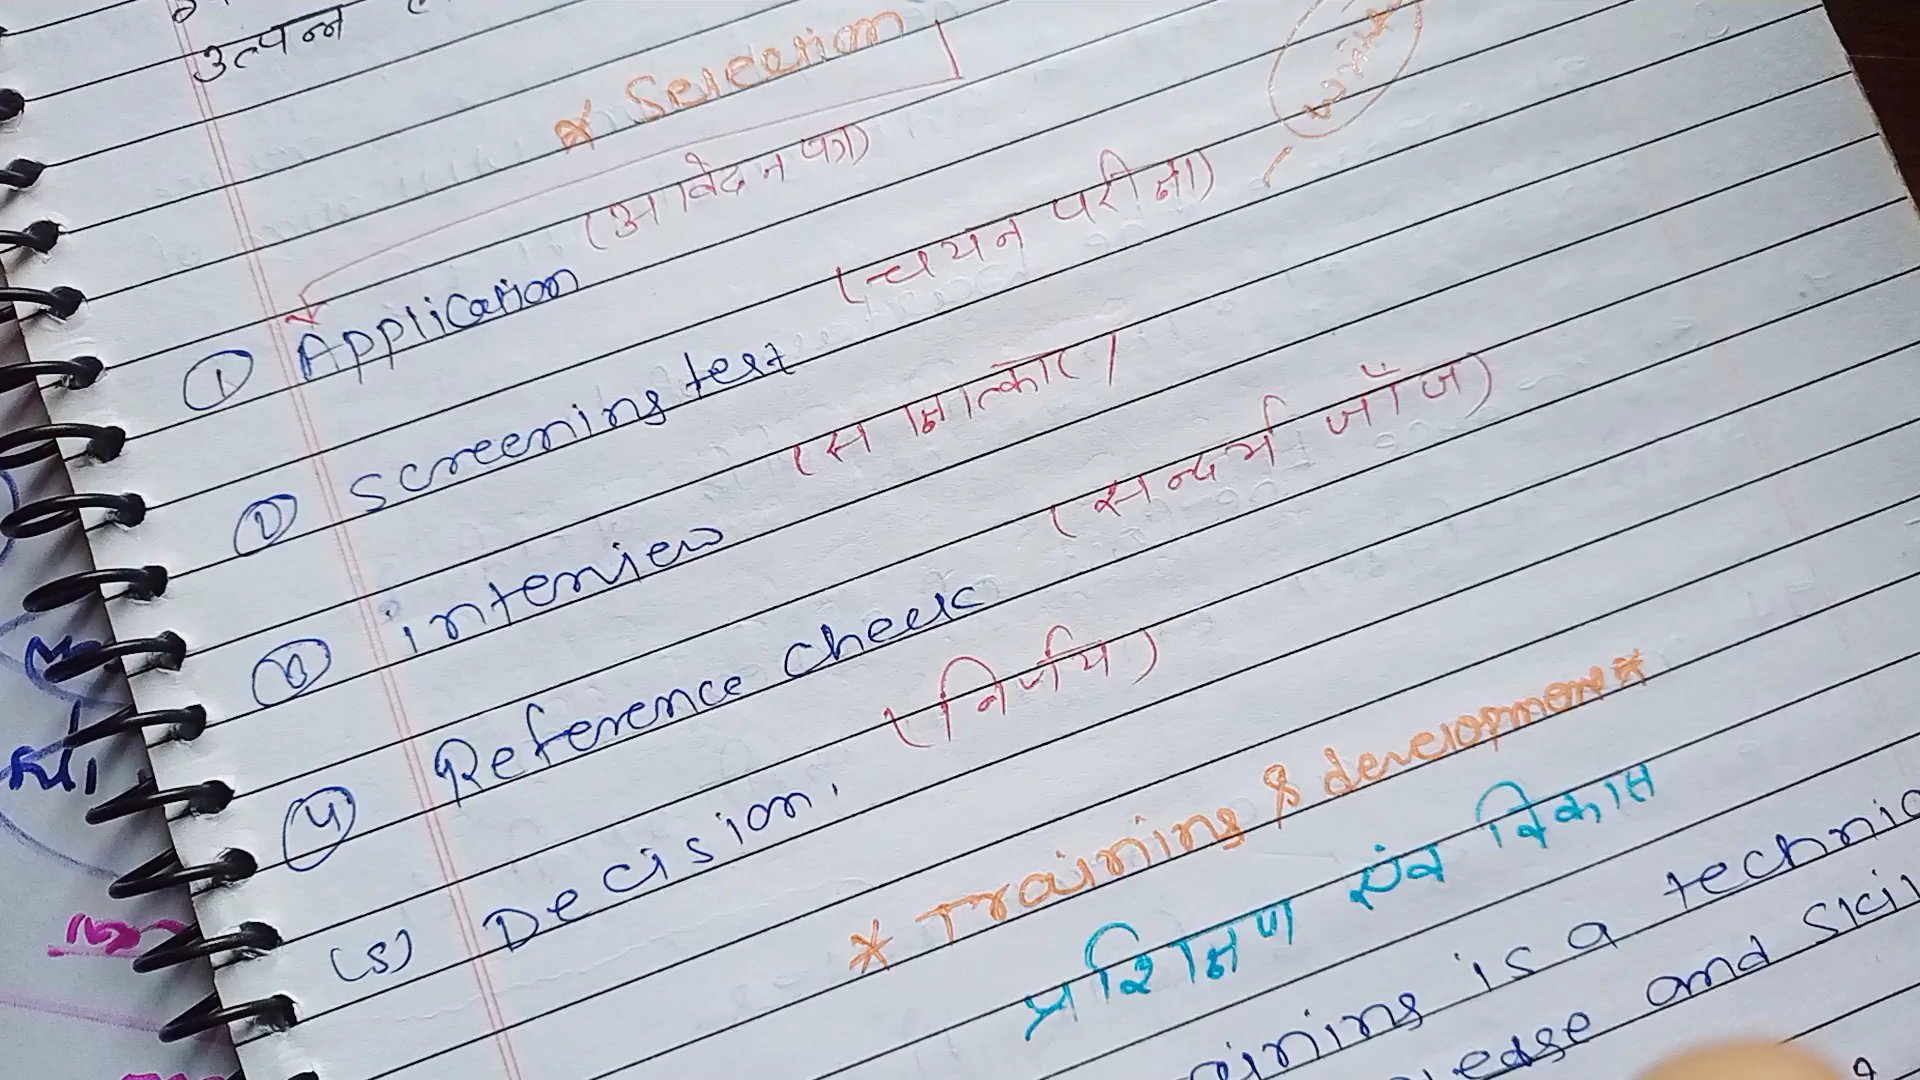 उत्पन्न
* Selection
① Application (आवेदन पत्र)
② screening test (चयन परीक्षा)
③ interview (साक्षात्कार)
④ Reference check (सन्दर्भ जाँज)
(5) Decision. (निर्णय)
* Training & development
प्रशिक्षण एंव विकास
is a technic
and skil